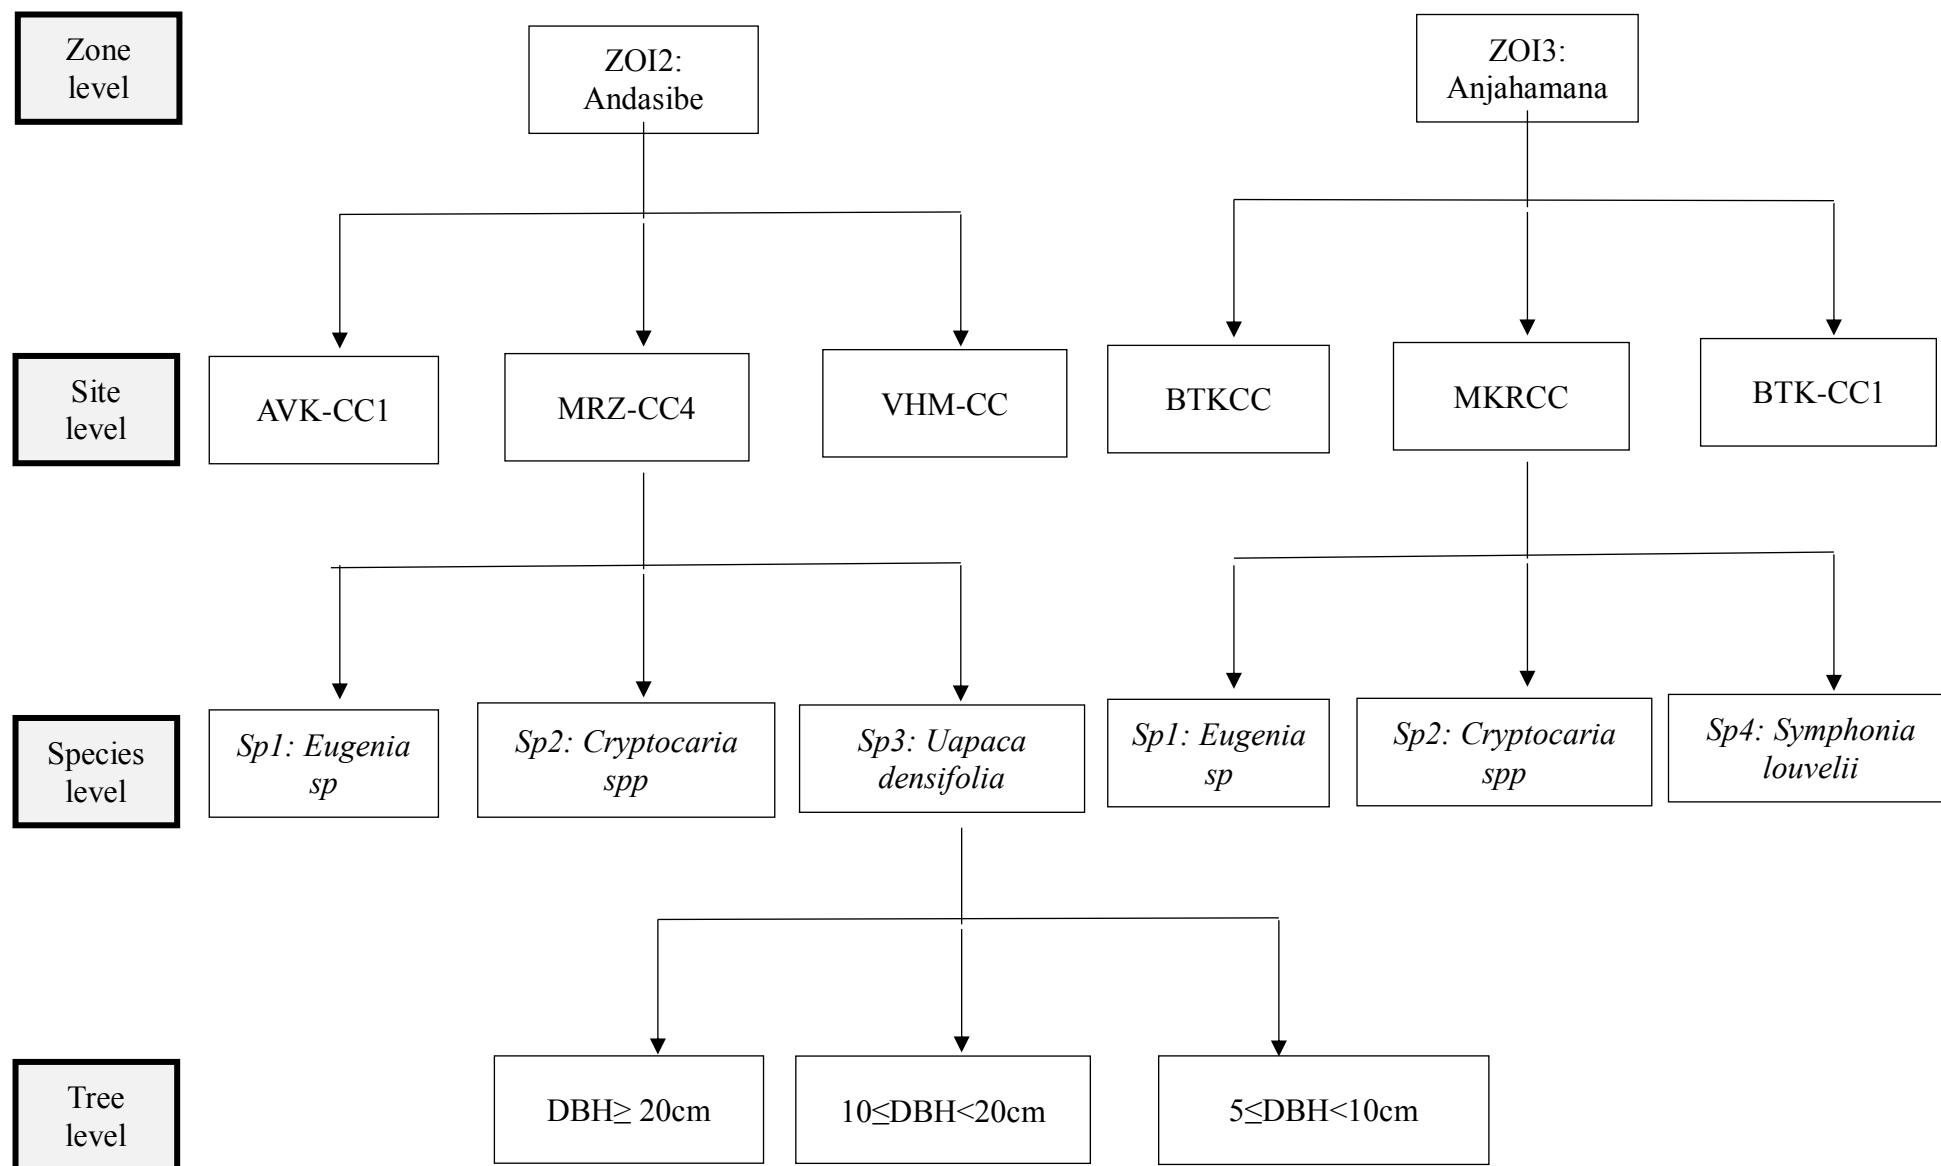 Zone
level
ZOI2:
Andasibe
ZOI3:
Anjahamana
Site
level
AVK-CC1
MRZ-CC4
VHM-CC
BTKCC
MKRCC
BTK-CC1
Species
level
Sp1: Eugenia
sp
Sp2: Cryptocaria
spp
Sp3: Uapaca
densifolia
Sp1: Eugenia
sp
Sp2: Cryptocaria
spp
Sp4: Symphonia
louvelii
Tree
level
DBH≥ 20cm
10≤DBH<20cm
5≤DBH<10cm